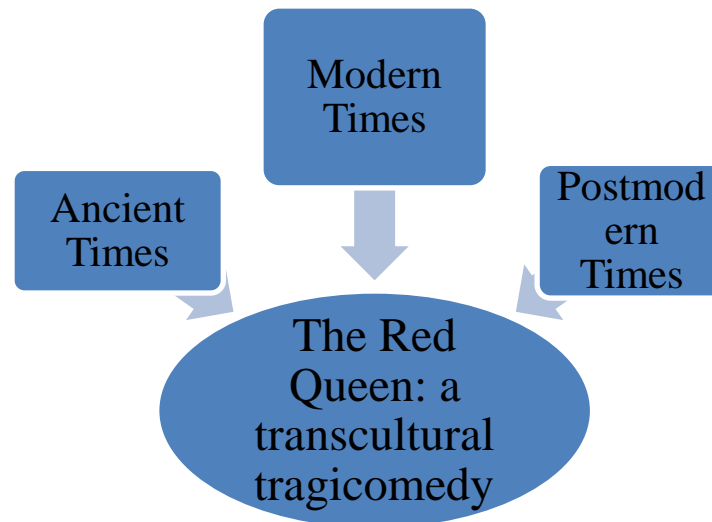 Modern
Times
Ancient
Times
Postmod
ern
Times
The Red
Queen: a
transcultural
tragicomedy